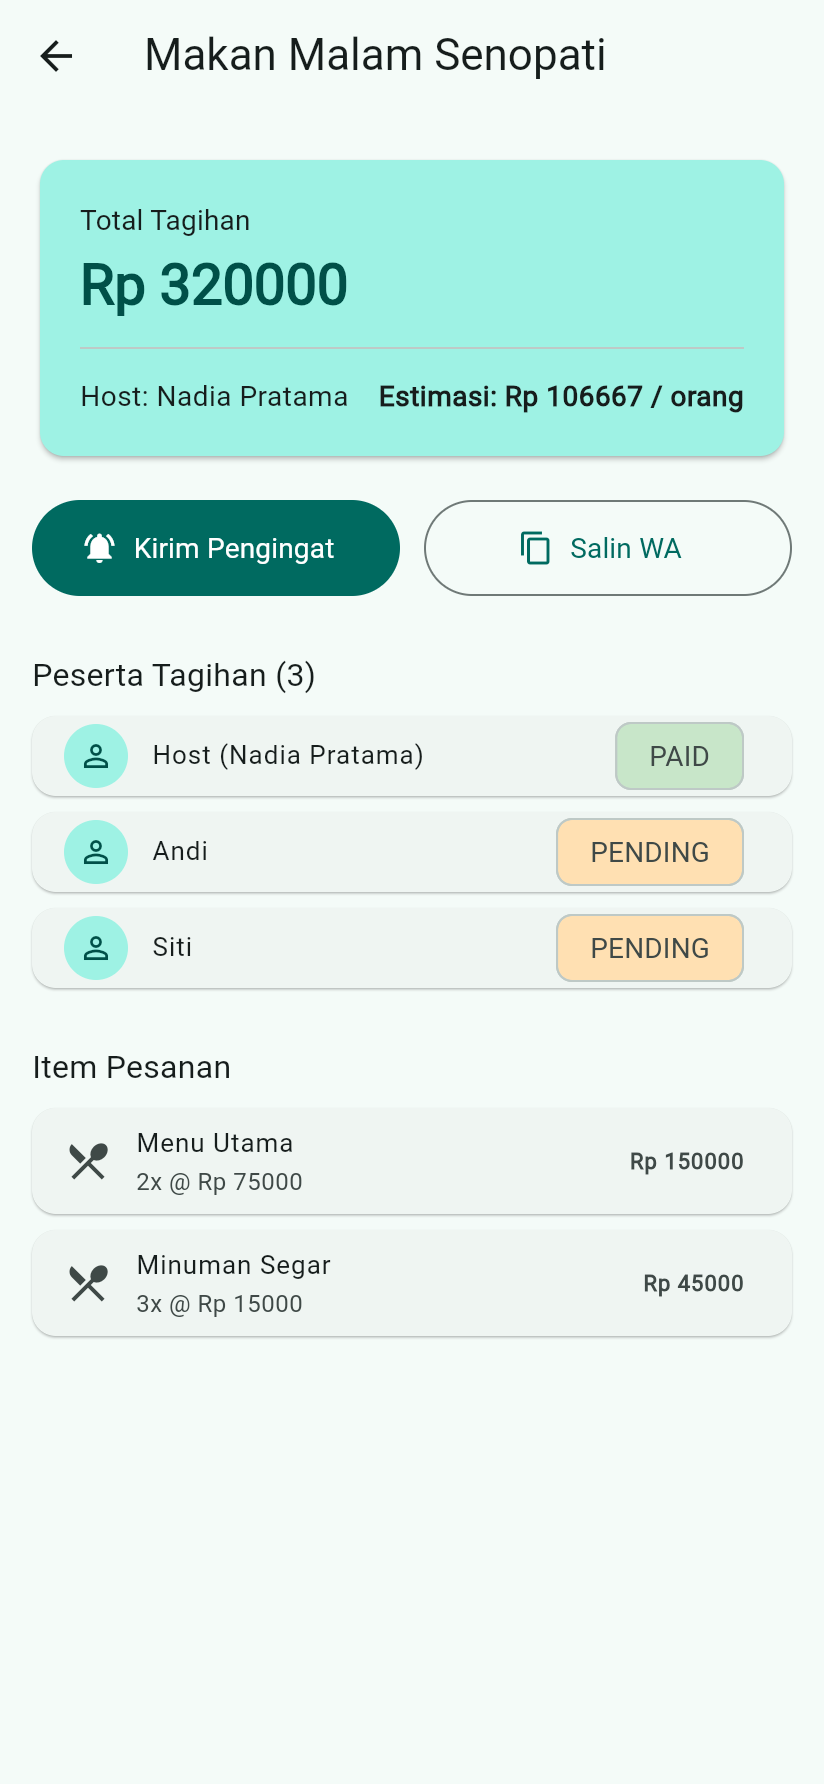 Makan Malam Senopati
Total Tagihan
Rp 320000
Host: Nadia Pratama Estimasi: Rp 106667 / orang
Kirim Pengingat Salin WA
Peserta Tagihan (3)
Host (Nadia Pratama) PAID
Andi PENDING
Siti PENDING
Item Pesanan
Menu Utama
2x @ Rp 75000
Rp 150000
Minuman Segar
3x @ Rp 15000
Rp 45000